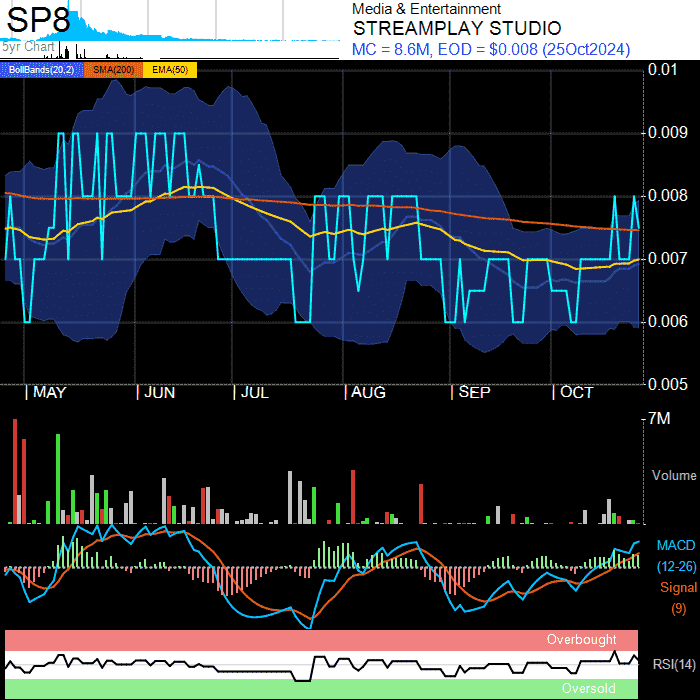 SP8
5yr Chart
Media & Entertainment
STREAMPLAY STUDIO
MC = 8.6M, EOD = $0.008 (25Oct2024)
BollBands(20,2) SMA(200) EMA(50)
0.01
0.009
0.008
0.007
0.006
0.005
MAY JUN JUL AUG SEP OCT
7M
Volume
MACD
(12-26)
Signal
(9)
Overbought
RSI(14)
Oversold